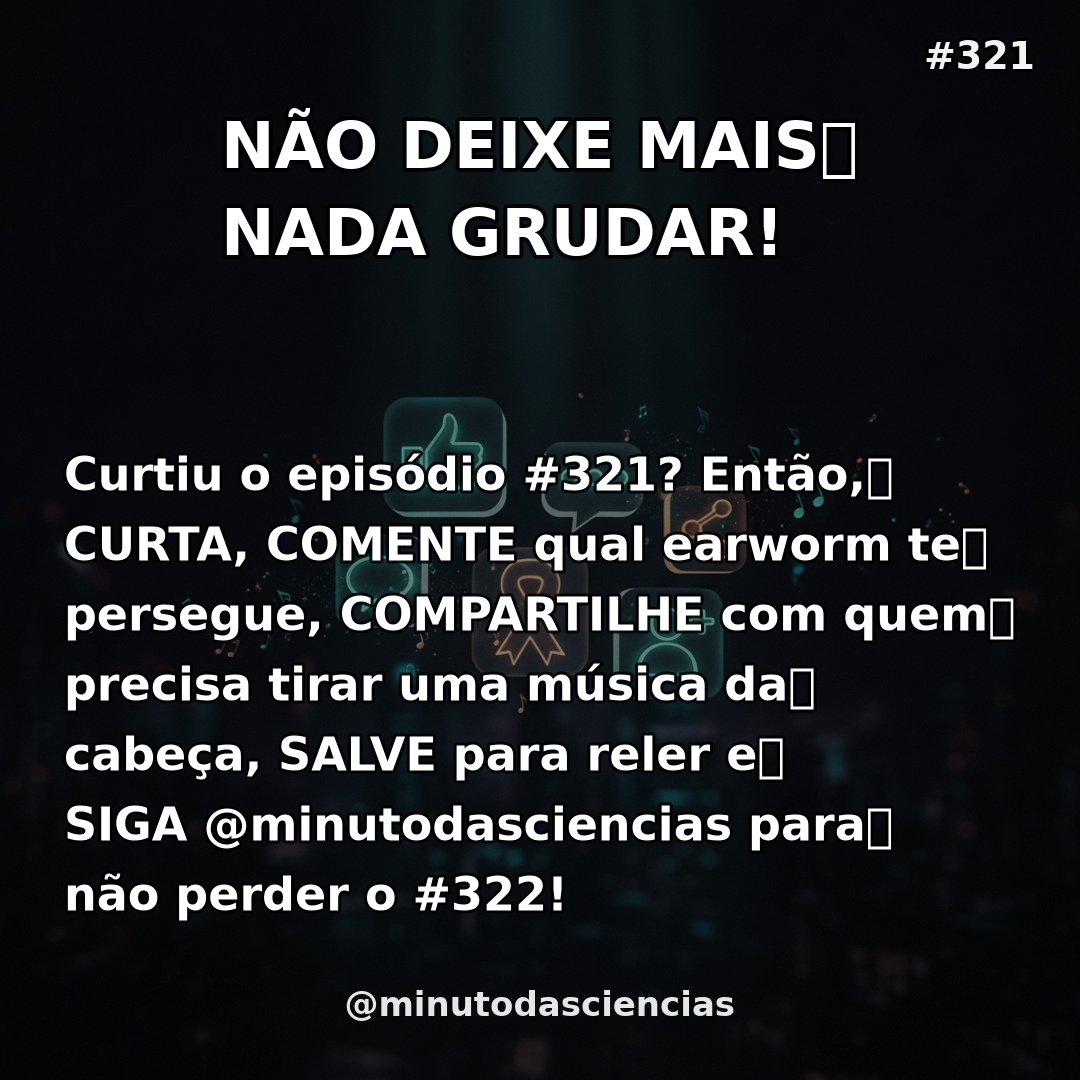 #321
NÃO DEIXE MAIS
NADA GRUDAR!
Curtiu o episódio #321? Então,
CURTA, COMENTE qual earworm te
persegue, COMPARTILHE com quem
precisa tirar uma música da
cabeça, SALVE para reler e
SIGA @minutodasciencias para
não perder o #322!
@minutodasciencias